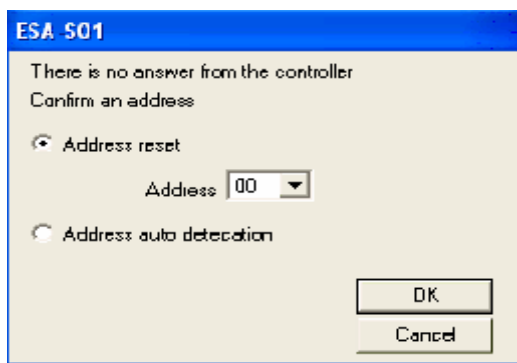 ESA-S01
There is no answer from the controller
Confirm an address
Address reset
Address 00
Address auto detecation
OK
Cancel